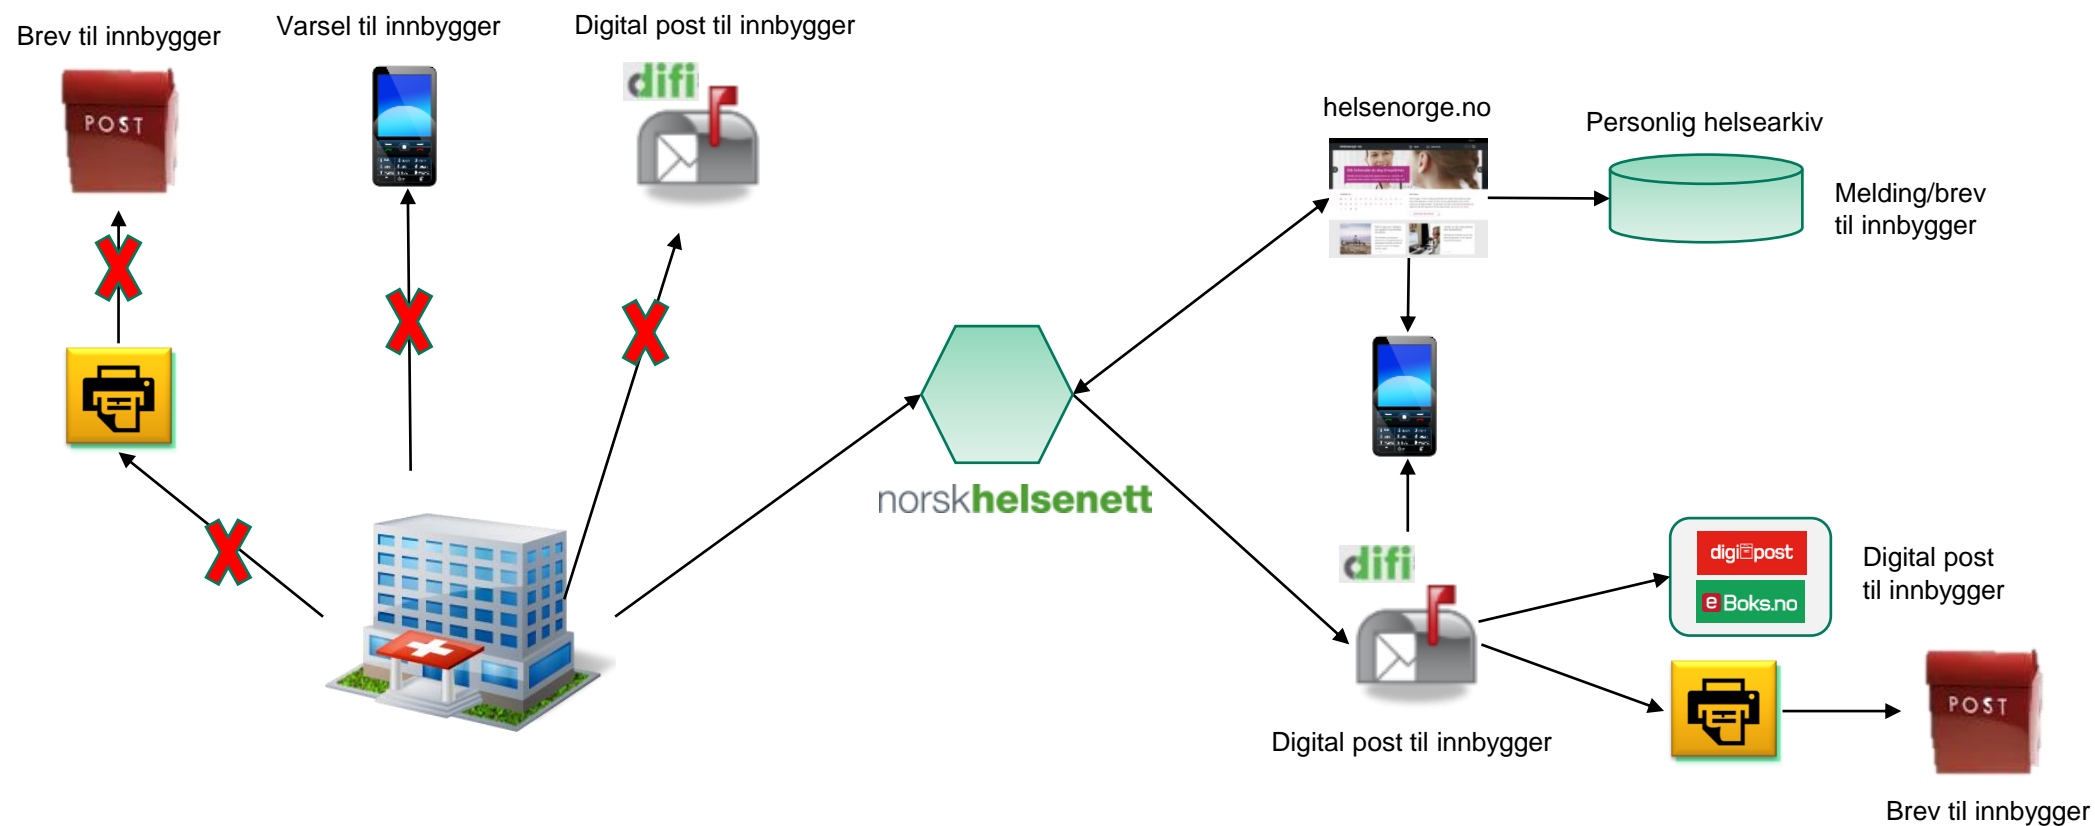 Brev til innbygger
Varsel til innbygger
Digital post til innbygger
difi
POST
helsenorge.no
Personlig helsearkiv
Melding/brev
til innbygger
norskhelsenett
difi
digipost
eBoks.no
Digital post
til innbygger
Digital post til innbygger
POST
Brev til innbygger